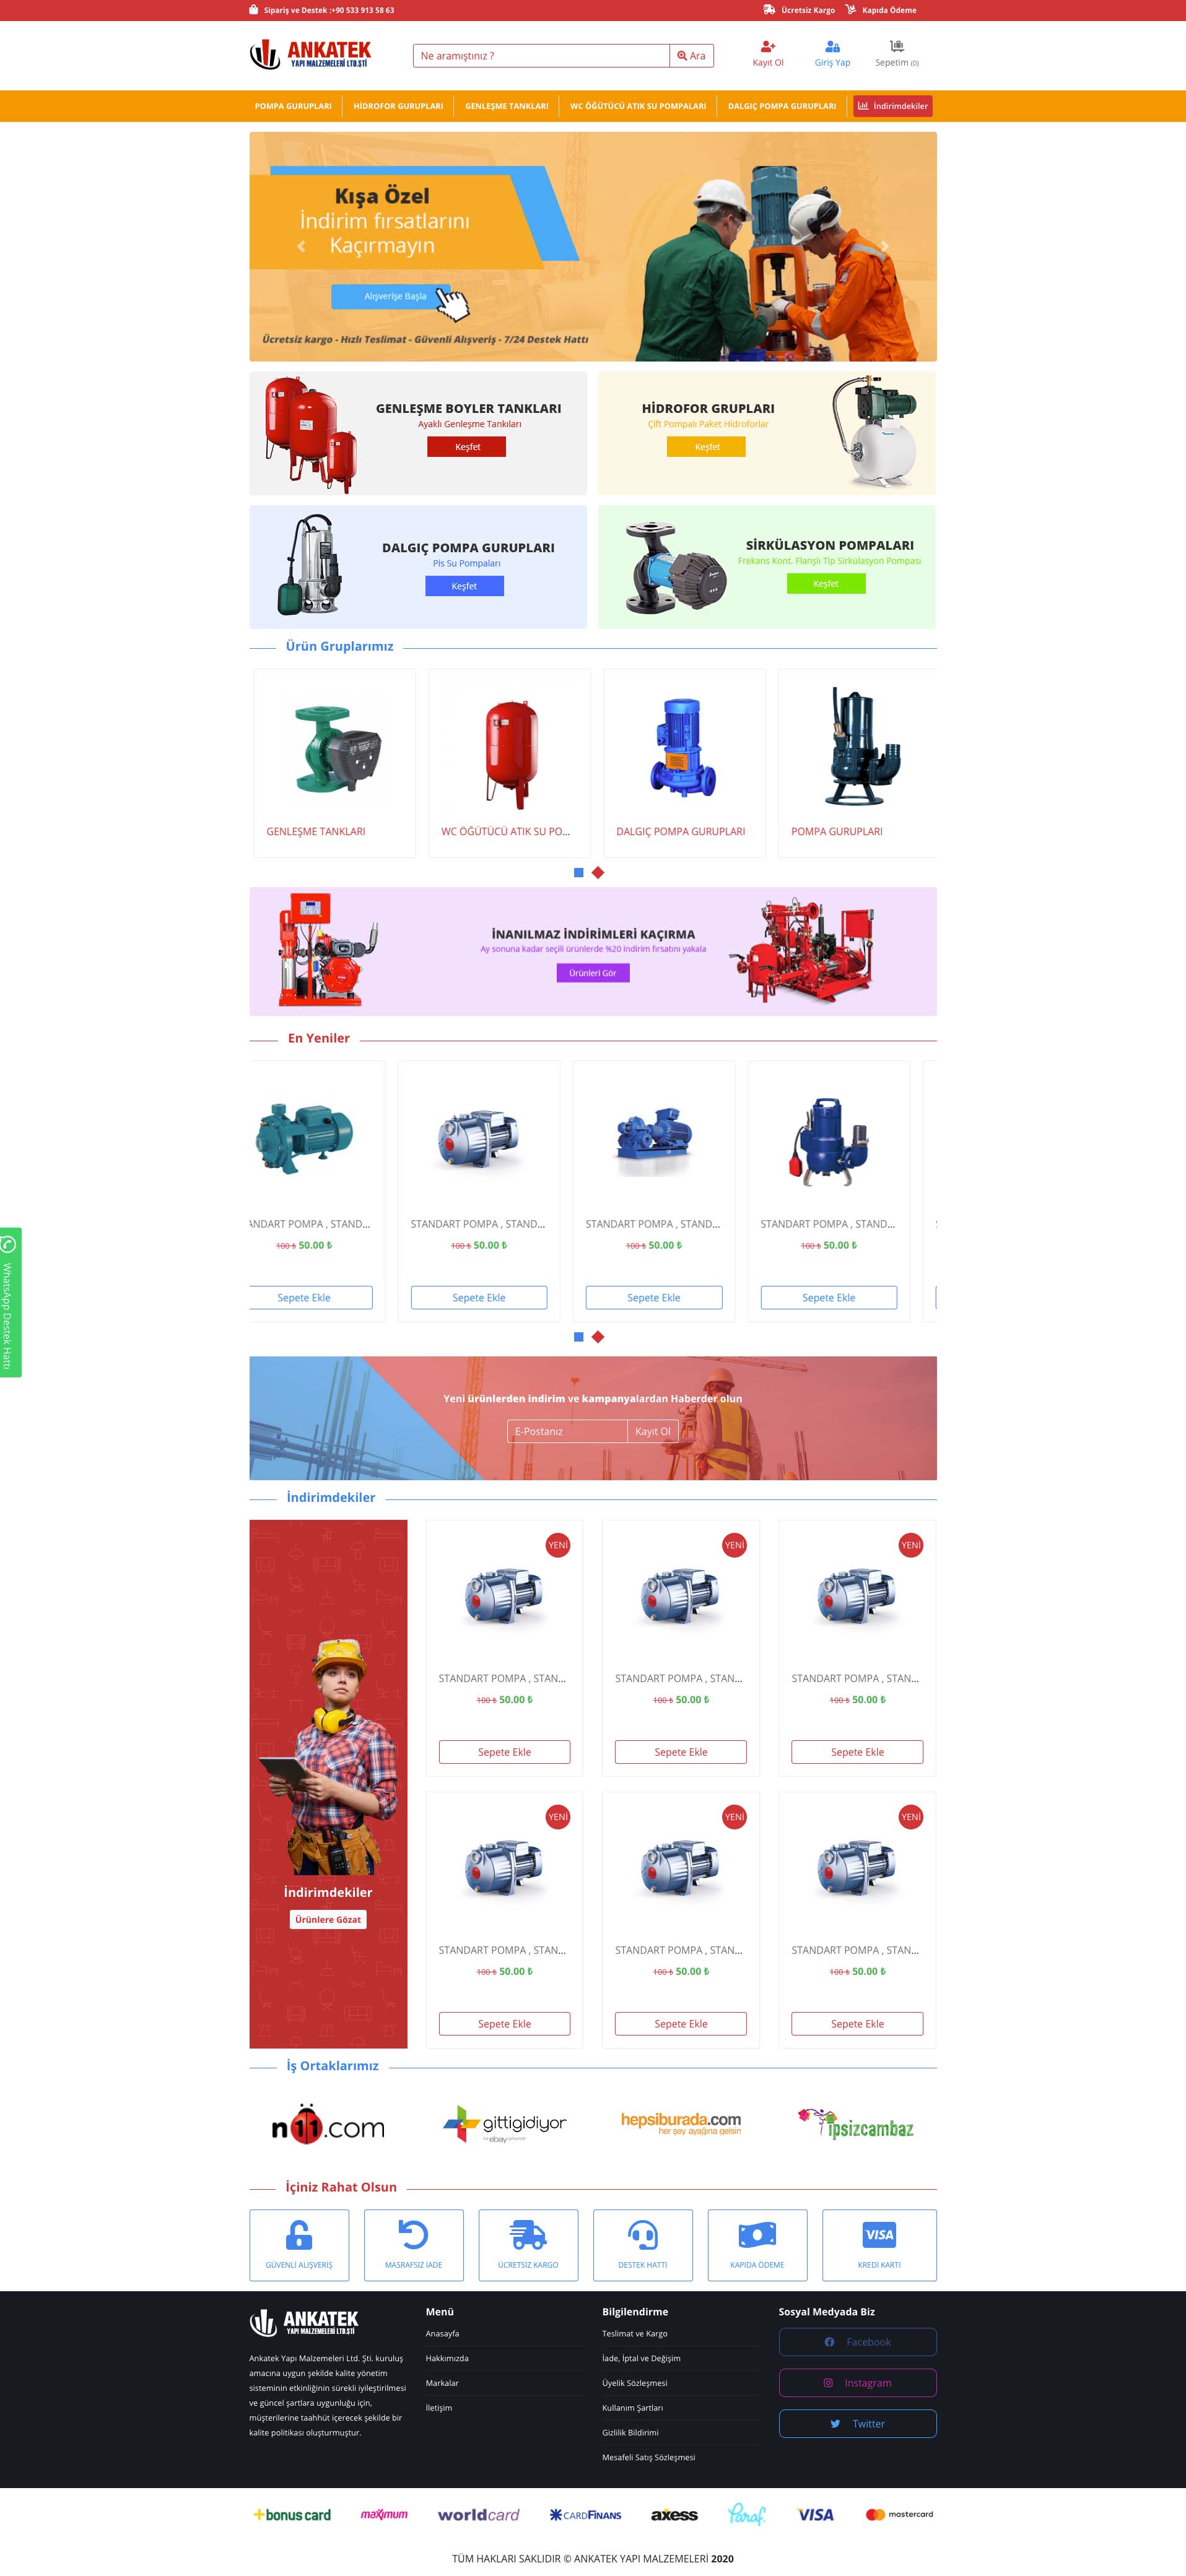 Sipariş ve Destek :+90 533 913 58 63
Ücretsiz Kargo
Kapıda Ödeme
ANKATEK
YAPI MALZEMELERİ LTD.ŞTİ
Ne aramıştınız ?
Ara
Kayıt Ol
Giriş Yap
Sepetim (0)
POMPA GURUPLARI
HİDROFOR GURUPLARI
GENLEŞME TANKLARI
WC ÖĞÜTÜCÜ ATIK SU POMPALARI
DALGIÇ POMPA GURUPLARI
İndirimdekiler
Kışa Özel
İndirim fırsatlarını
Kaçırmayın
Alışverişe Başla
Ücretsiz kargo - Hızlı Teslimat - Güvenli Alışveriş - 7/24 Destek Hattı
GENLEŞME BOYLER TANKLARI
Ayaklı Genleşme Tankıları
Keşfet
HİDROFOR GRUPLARI
Çift Pompalı Paket Hidroforlar
Keşfet
DALGIÇ POMPA GURUPLARI
Pis Su Pompaları
Keşfet
SİRKÜLASYON POMPALARI
Frekans Kont. Flanşlı Tip Sirkülasyon Pompası
Keşfet
Ürün Gruplarımız
GENLEŞME TANKLARI
WC ÖĞÜTÜCÜ ATIK SU PO...
DALGIÇ POMPA GURUPLARI
POMPA GURUPLARI
İNANILMAZ İNDİRİMLERİ KAÇIRMA
Ay sonuna kadar seçili ürünlerde %20 indirim fırsatını yakala
Ürünleri Gör
En Yeniler
ANDART POMPA , STAND...
STANDART POMPA , STAND...
STANDART POMPA , STAND...
STANDART POMPA , STAND...
100 ₺ 50.00 ₺
100 ₺ 50.00 ₺
100 ₺ 50.00 ₺
100 ₺ 50.00 ₺
Sepete Ekle
Sepete Ekle
Sepete Ekle
Sepete Ekle
WhatsApp Destek Hattı
Yeni ürünlerden indirim ve kampanyalardan Haberder olun
E-Postanız
Kayıt Ol
İndirimdekiler
YENİ
YENİ
YENİ
STANDART POMPA , STAN...
STANDART POMPA , STAN...
STANDART POMPA , STAN...
100 ₺ 50.00 ₺
100 ₺ 50.00 ₺
100 ₺ 50.00 ₺
Sepete Ekle
Sepete Ekle
Sepete Ekle
YENİ
YENİ
YENİ
STANDART POMPA , STAN...
STANDART POMPA , STAN...
STANDART POMPA , STAN...
100 ₺ 50.00 ₺
100 ₺ 50.00 ₺
100 ₺ 50.00 ₺
Sepete Ekle
Sepete Ekle
Sepete Ekle
İndirimdekiler
Ürünlere Gözat
İş Ortaklarımız
n11.com
gittigidiyor
hepsiburada.com
her şey ayağına gelsin
ipsizcambaz
İçiniz Rahat Olsun
GÜVENLİ ALIŞVERİŞ
MASRAFSIZ İADE
ÜCRETSİZ KARGO
DESTEK HATTI
KAPIDA ÖDEME
VISA
KREDİ KARTI
ANKATEK
YAPI MALZEMELERİ LTD.ŞTİ
Ankatek Yapı Malzemeleri Ltd. Şti. kuruluş
amacına uygun şekilde kalite yönetim
sisteminin etkinliğinin sürekli iyileştirilmesi
ve güncel şartlara uygunluğu için,
müşterilerine taahhüt içerecek şekilde bir
kalite politikası oluşturmuştur.
Menü
Anasayfa
Hakkımızda
Markalar
İletişim
Bilgilendirme
Teslimat ve Kargo
İade, İptal ve Değişim
Üyelik Sözleşmesi
Kullanım Şartları
Gizlilik Bildirimi
Mesafeli Satış Sözleşmesi
Sosyal Medyada Biz
Facebook
Instagram
Twitter
bonus card
maximum
worldcard
CARDFINANS
axess
Paraf
VISA
mastercard
TÜM HAKLARI SAKLIDIR © ANKATEK YAPI MALZEMELERİ 2020